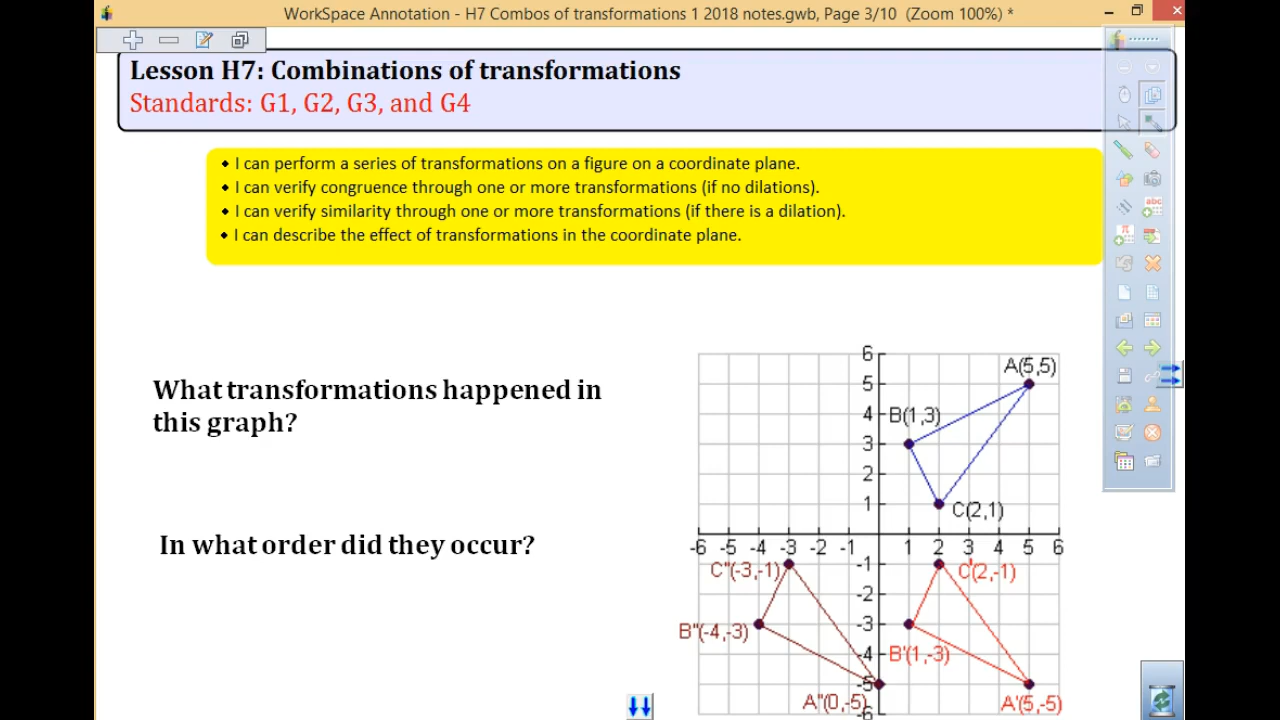 WorkSpace Annotation - H7 Combos of transformations 1 2018 notes.gwb, Page 3/10 (Zoom 100%) *
Lesson H7: Combinations of transformations
Standards: G1, G2, G3, and G4
I can perform a series of transformations on a figure on a coordinate plane.
I can verify congruence through one or more transformations (if no dilations).
I can verify similarity through one or more transformations (if there is a dilation).
I can describe the effect of transformations in the coordinate plane.
abc
π
What transformations happened in
this graph?
In what order did they occur?
6
A(5,5)
5
4 B(1,3)
3
2
1
C(2,1)
-6 -5 -4 -3 -2 -1 1 2 3 4 5 6
C"(-3,-1)
-1
C'(2,-1)
-2
B"(-4,-3)
-3
-4 B'(1,-3)
-5
A"(0,-5)
-6
A'(5,-5)